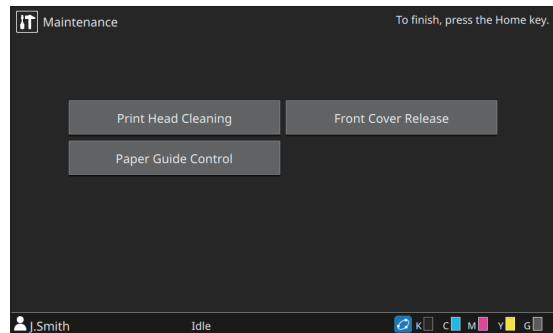 Maintenance
To finish, press the Home key.
Print Head Cleaning
Front Cover Release
Paper Guide Control
J.Smith
Idle
K C M Y G